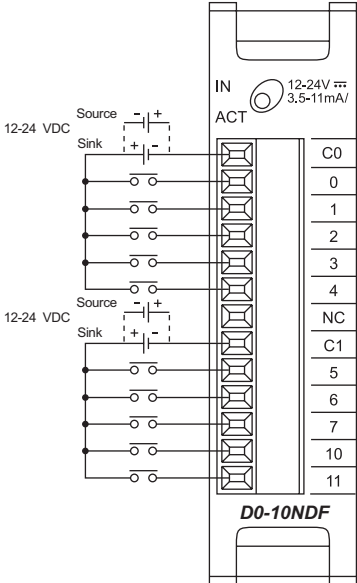 IN
12-24V
3.5-11mA/
ACT
Source
- +
12-24 VDC
Sink
+ -
C0
0
1
2
3
4
Source
- +
12-24 VDC
Sink
+ -
NC
C1
5
6
7
10
11
D0-10NDF